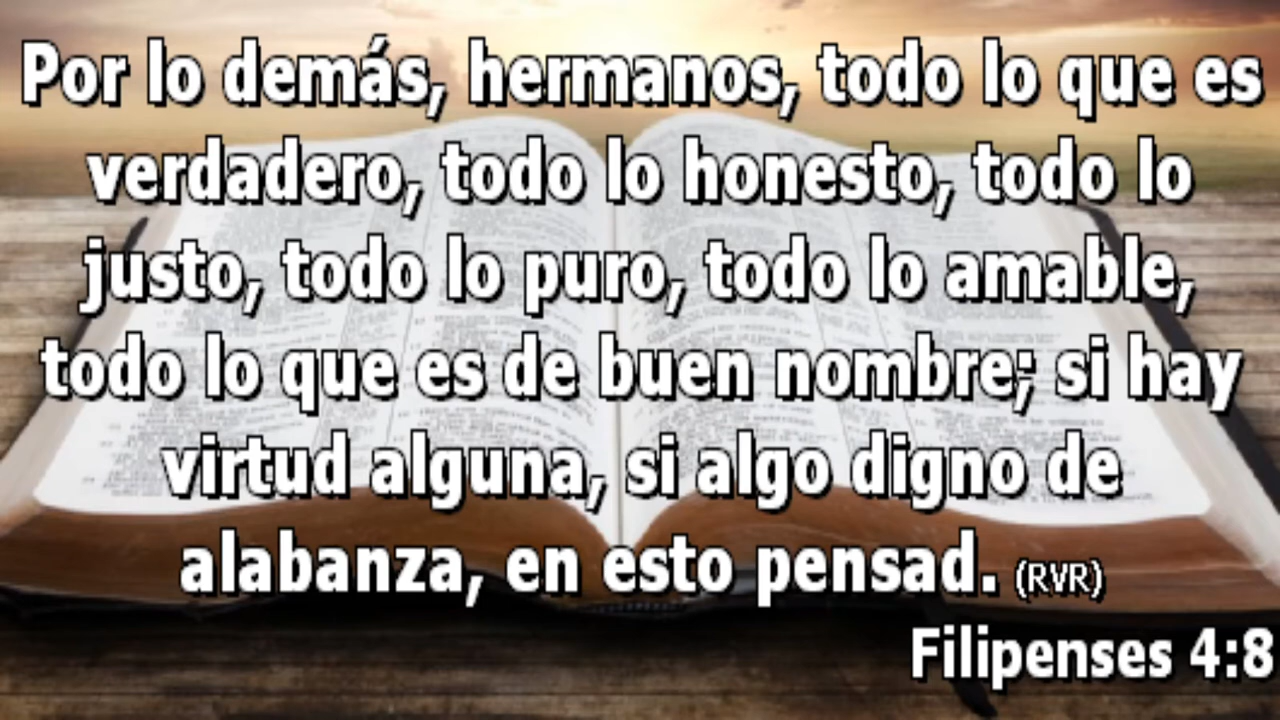 Por lo demás, hermanos, todo lo que es
verdadero, todo lo honesto, todo lo
justo, todo lo puro, todo lo amable,
todo lo que es de buen nombre; si hay
virtud alguna, si algo digno de
alabanza, en esto pensad. (RVR)
Filipenses 4:8